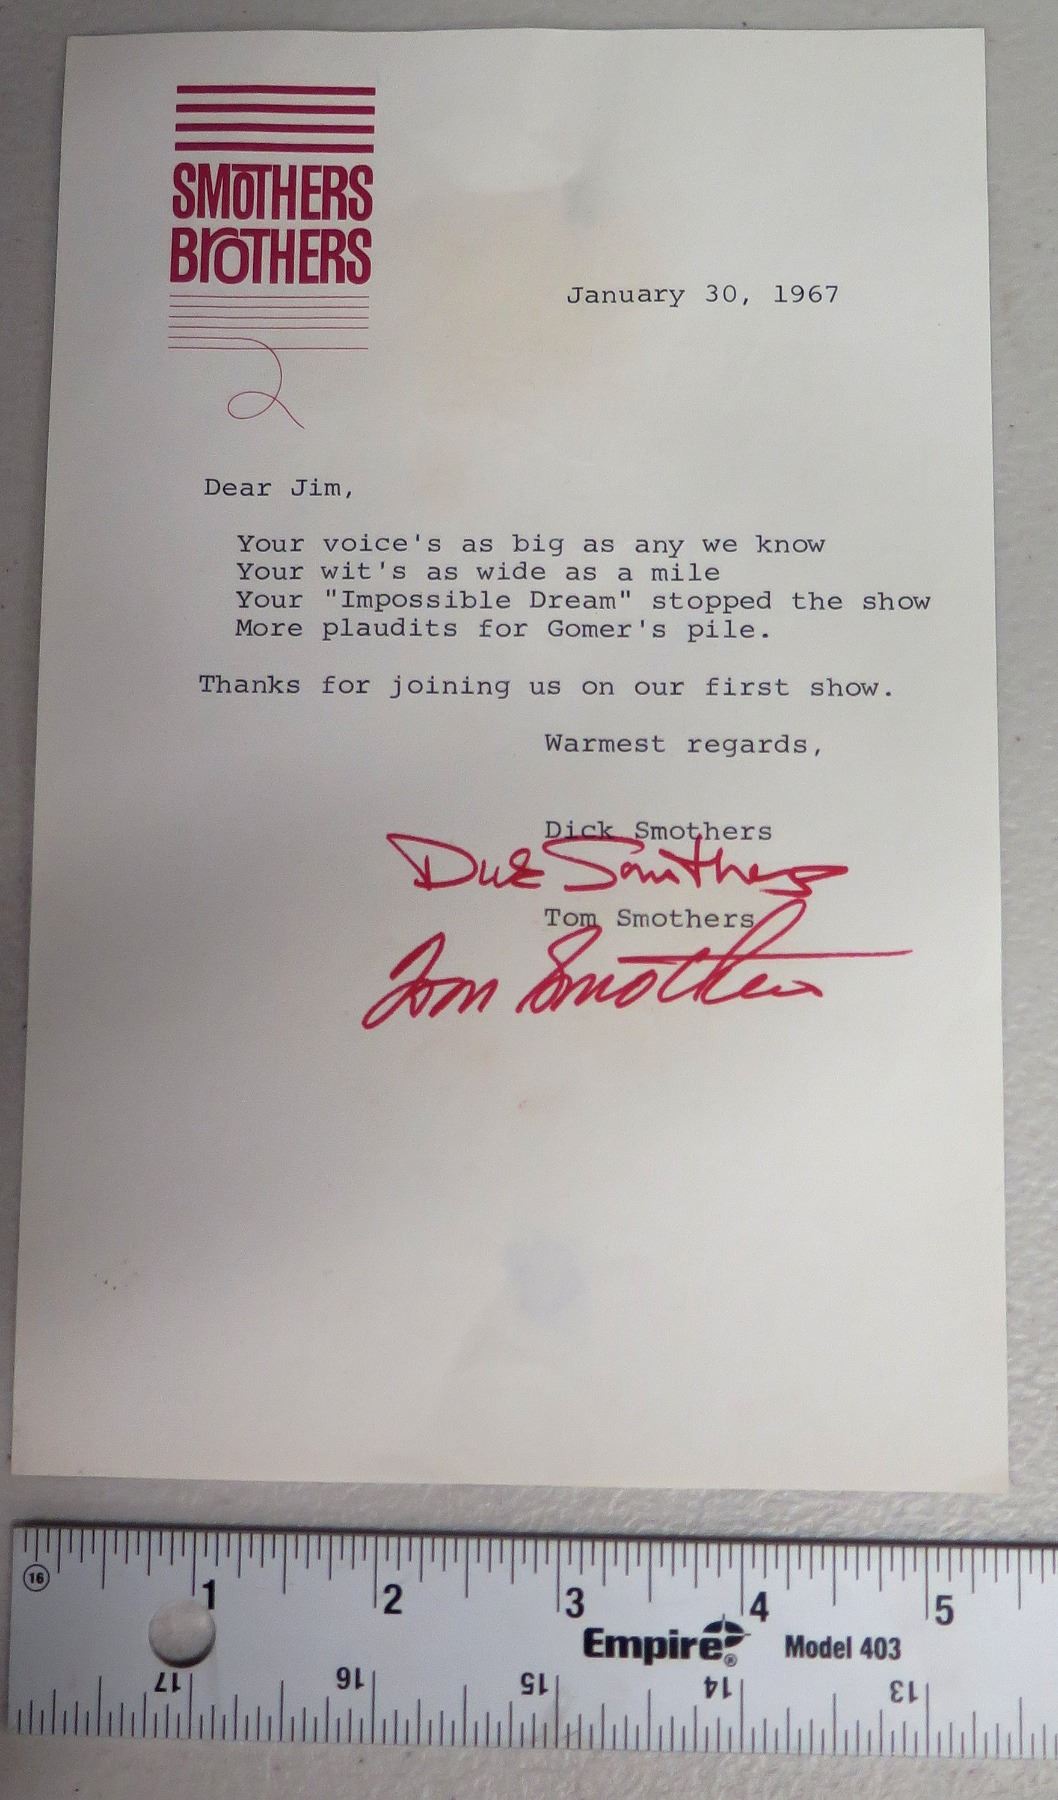 SMOTHERS
BROTHERS
January 30, 1967
Dear Jim,
Your voice's as big as any we know
Your wit's as wide as a mile
Your "Impossible Dream" stopped the show
More plaudits for Gomer's pile.
Thanks for joining us on our first show.
Warmest regards,
Dick Smothers
Dick Smothers
Tom Smothers
Tom Smothers
16 1 2 3 4 5
Empire® Model 403
17 16 15 14 13